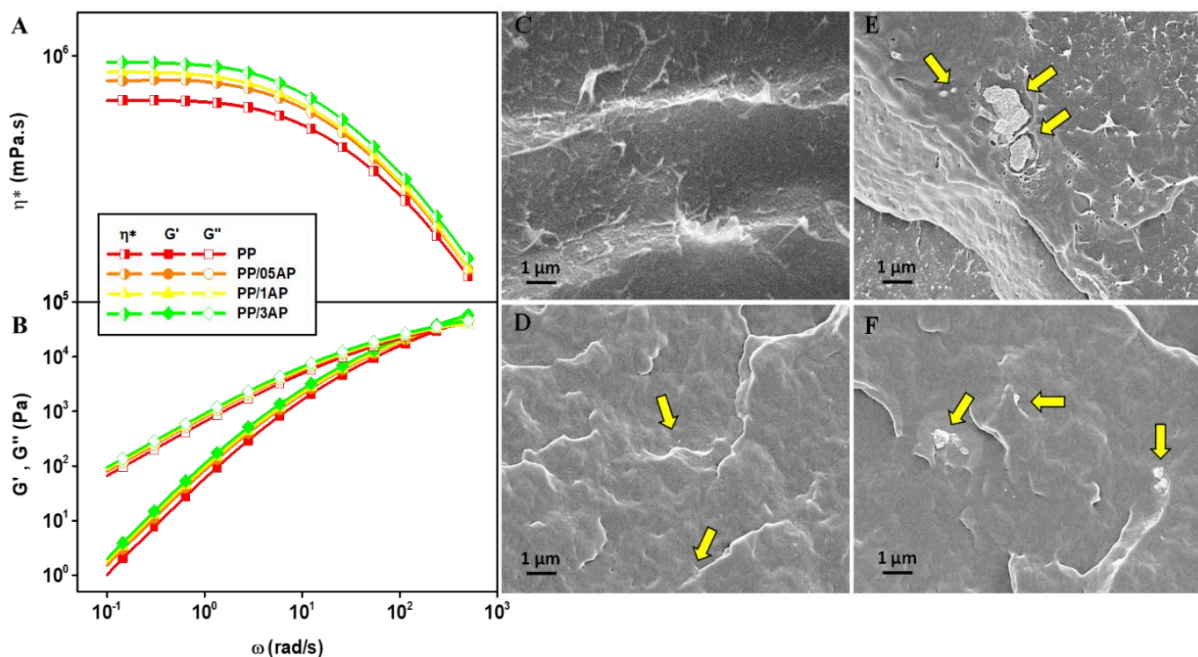 A
10⁶
η* (mPa.s)
η* G' G''
PP
PP/05AP
PP/1AP
PP/3AP
10⁵
B
10⁴
10³
10²
10¹
10⁰
G', G'' (Pa)
10⁻¹ 10⁰ 10¹ 10² 10³
ω (rad/s)
C
1 μm
D
1 μm
E
1 μm
F
1 μm